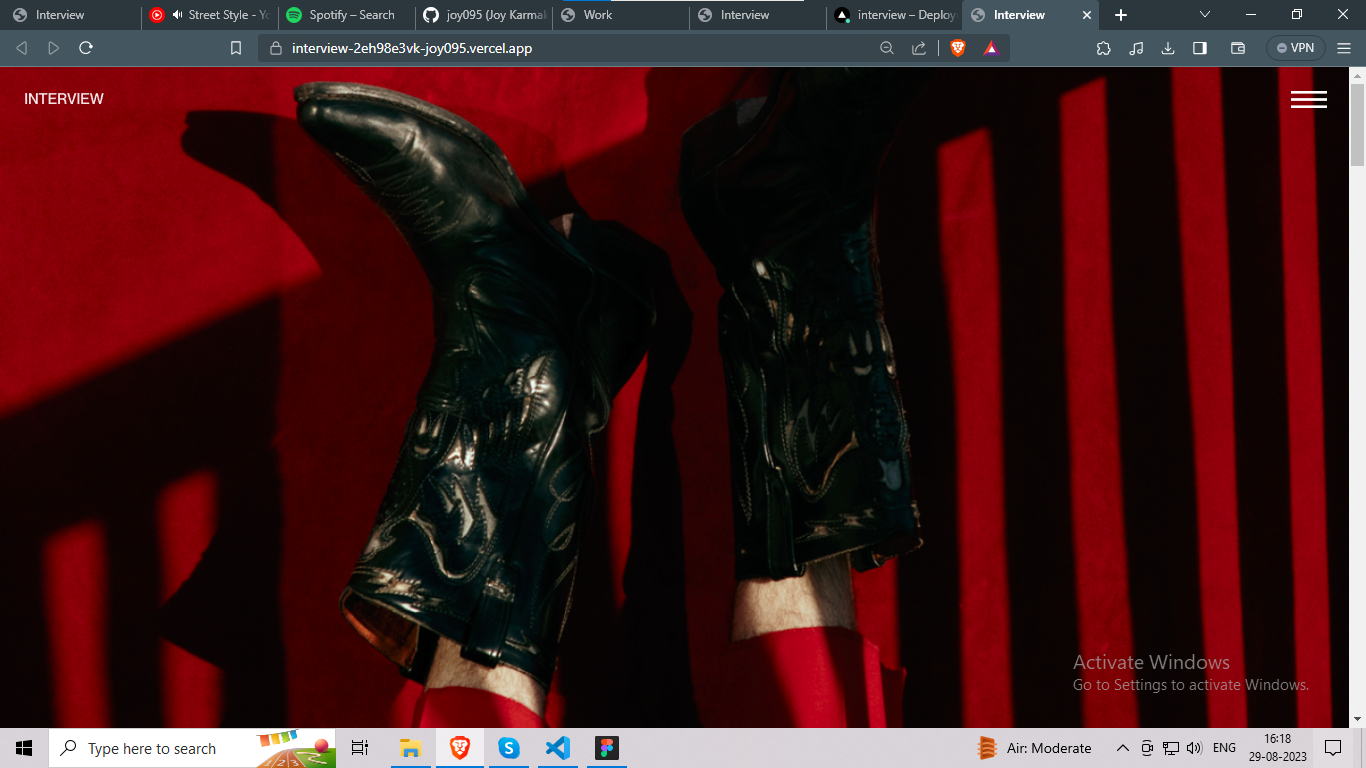 Interview
Street Style - Yo
Spotify – Search
joy095 (Joy Karmak
Work
Interview
interview – Deploy
Interview
interview-2eh98e3vk-joy095.vercel.app
VPN
INTERVIEW
Activate Windows
Go to Settings to activate Windows.
Type here to search
Air: Moderate
ENG
16:18
29-08-2023